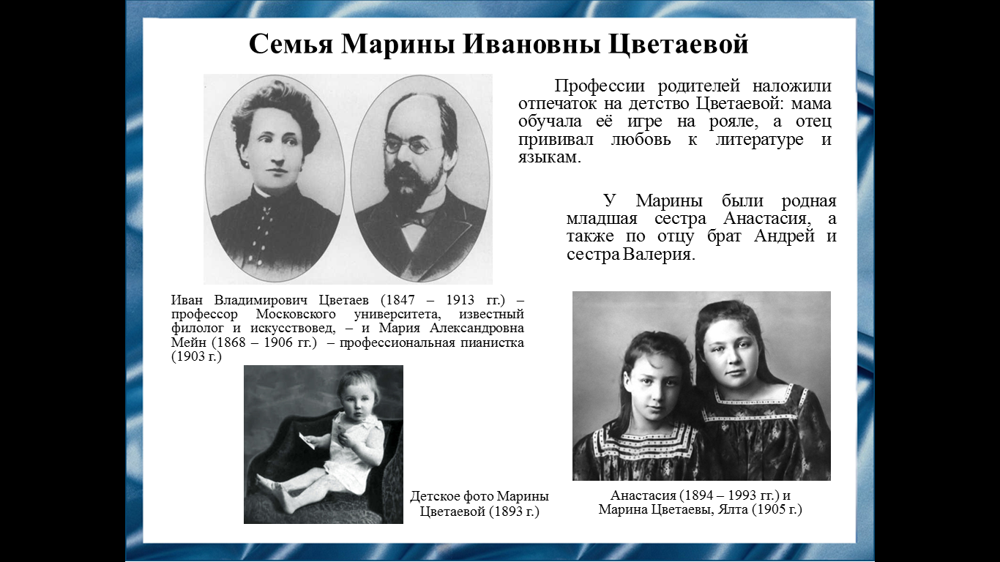 Семья Марины Ивановны Цветаевой
Профессии родителей наложили
отпечаток на детство Цветаевой: мама
обучала её игре на рояле, а отец
прививал любовь к литературе и
языкам.
У Марины были родная
младшая сестра Анастасия, а
также по отцу брат Андрей и
сестра Валерия.
Иван Владимирович Цветаев (1847 – 1913 гг.) –
профессор Московского университета, известный
филолог и искусствовед, – и Мария Александровна
Мейн (1868 – 1906 гг.) – профессиональная пианистка
(1903 г.)
Детское фото Марины
Цветаевой (1893 г.)
Анастасия (1894 – 1993 гг.) и
Марина Цветаевы, Ялта (1905 г.)